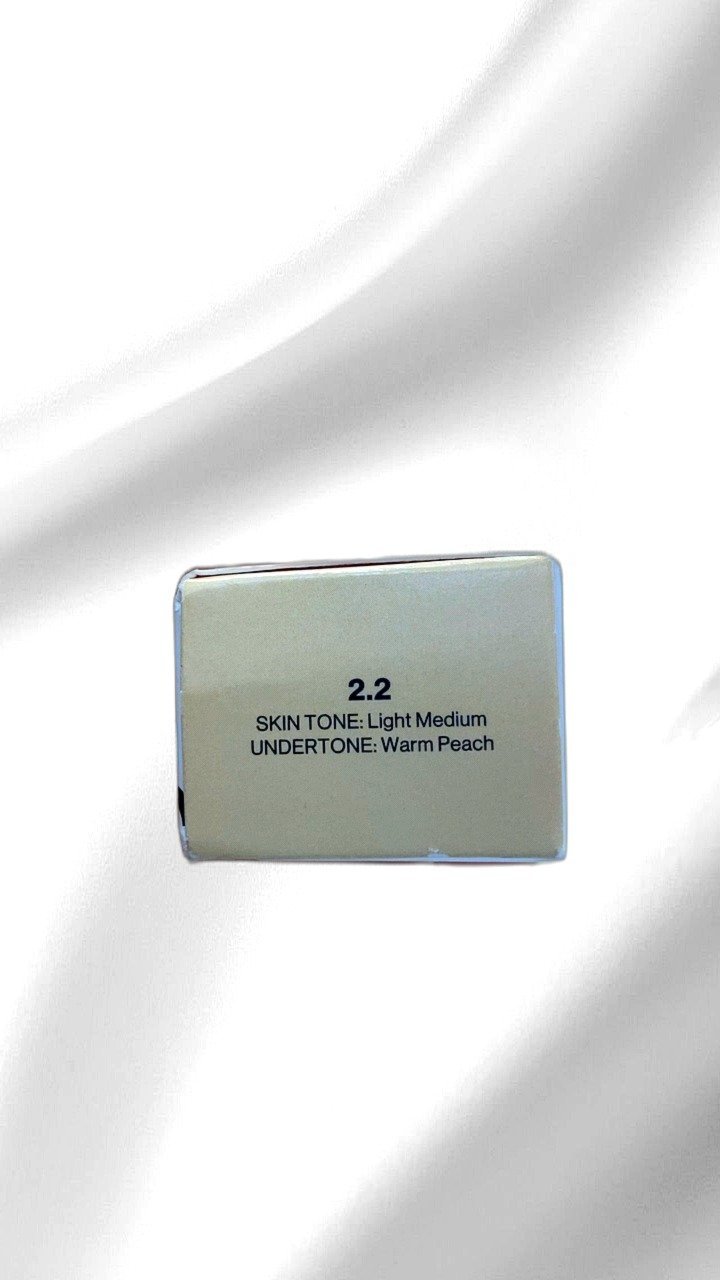 2.2
SKIN TONE: Light Medium
UNDERTONE: Warm Peach